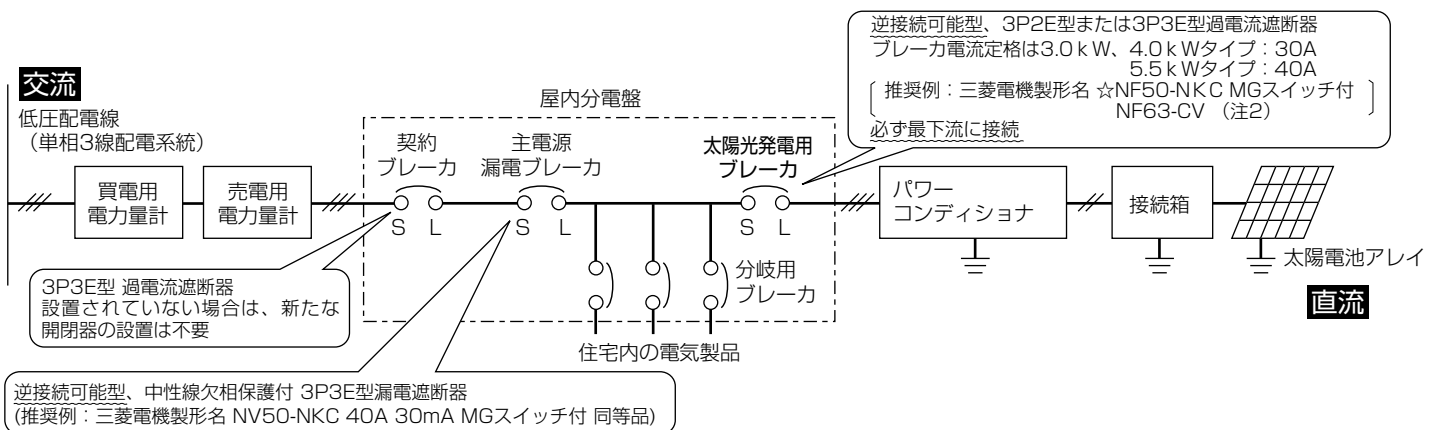 逆接続可能型、3P2E型または3P3E型過電流遮断器
ブレーカ電流定格は3.0ｋW、4.0ｋWタイプ：30A
5.5ｋWタイプ：40A
推奨例：三菱電機製形名 ☆NF50-NKC MGスイッチ付
NF63-CV （注2）
必ず最下流に接続
交流
低圧配電線
（単相3線配電系統）
屋内分電盤
契約
ブレーカ
主電源
漏電ブレーカ
太陽光発電用
ブレーカ
買電用
電力量計
売電用
電力量計
S L
S L
S L
パワー
コンディショナ
接続箱
太陽電池アレイ
直流
分岐用
ブレーカ
住宅内の電気製品
3P3E型 過電流遮断器
設置されていない場合は、新たな
開閉器の設置は不要
逆接続可能型、中性線欠相保護付 3P3E型漏電遮断器
(推奨例：三菱電機製形名 NV50-NKC 40A 30mA MGスイッチ付 同等品)